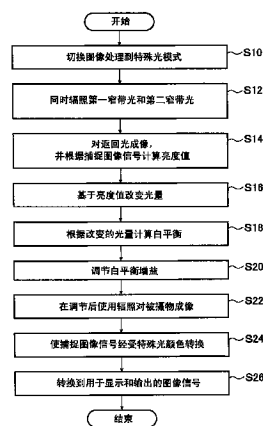 开始
切换图像处理到特殊光模式
S10
同时辐照第一窄带光和第二窄带光
S12
对返回光成像，
并根据捕捉图像信号计算亮度值
S14
基于亮度值改变光量
S16
根据改变的光量计算白平衡
S18
调节白平衡增益
S20
在调节后使用辐照对被摄物成像
S22
使捕捉图像信号经受特殊光颜色转换
S24
转换到用于显示和输出的图像信号
S26
结束